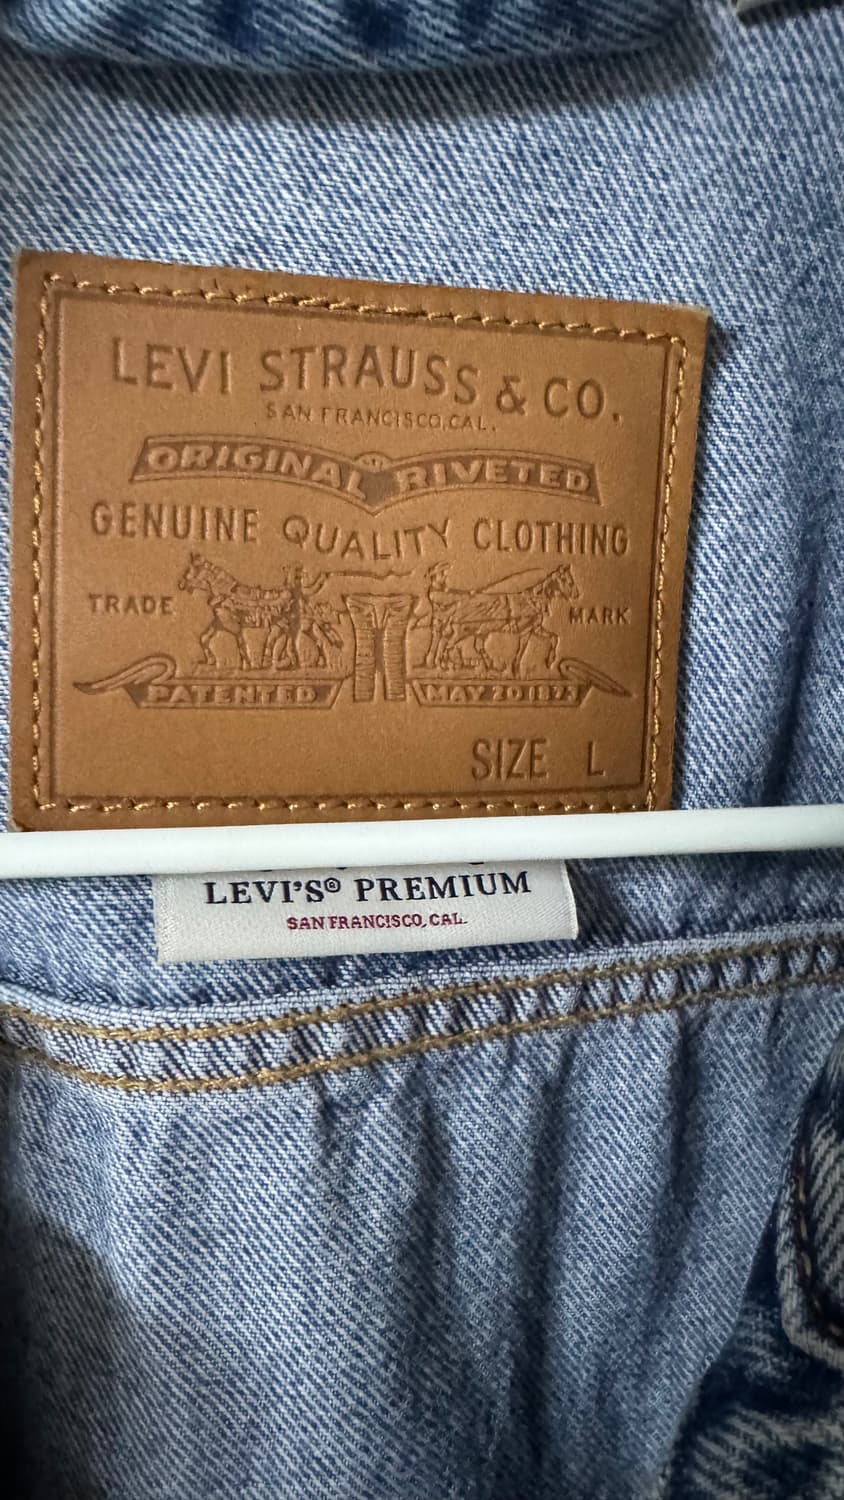 LEVI STRAUSS & CO.
SAN FRANCISCO, CAL.
ORIGINAL RIVETED
GENUINE QUALITY CLOTHING
TRADE MARK
PATENTED MAY 20 1873
SIZE L
LEVI'S® PREMIUM
SAN FRANCISCO, CAL.